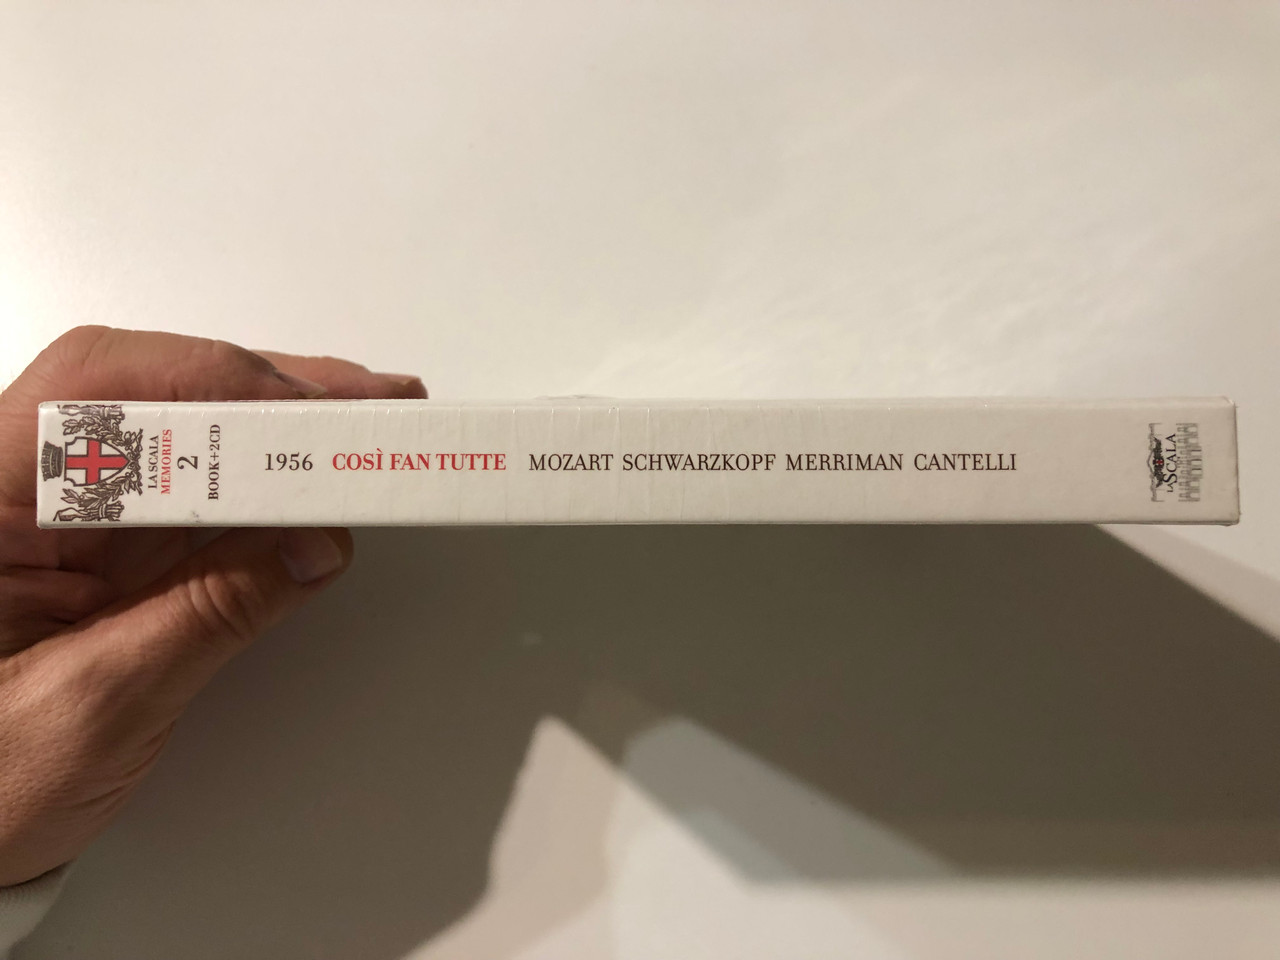 LA SCALA
MEMORIES
2
BOOK+2CD
1956 COSÌ FAN TUTTE MOZART SCHWARZKOPF MERRIMAN CANTELLI
LA SCALA